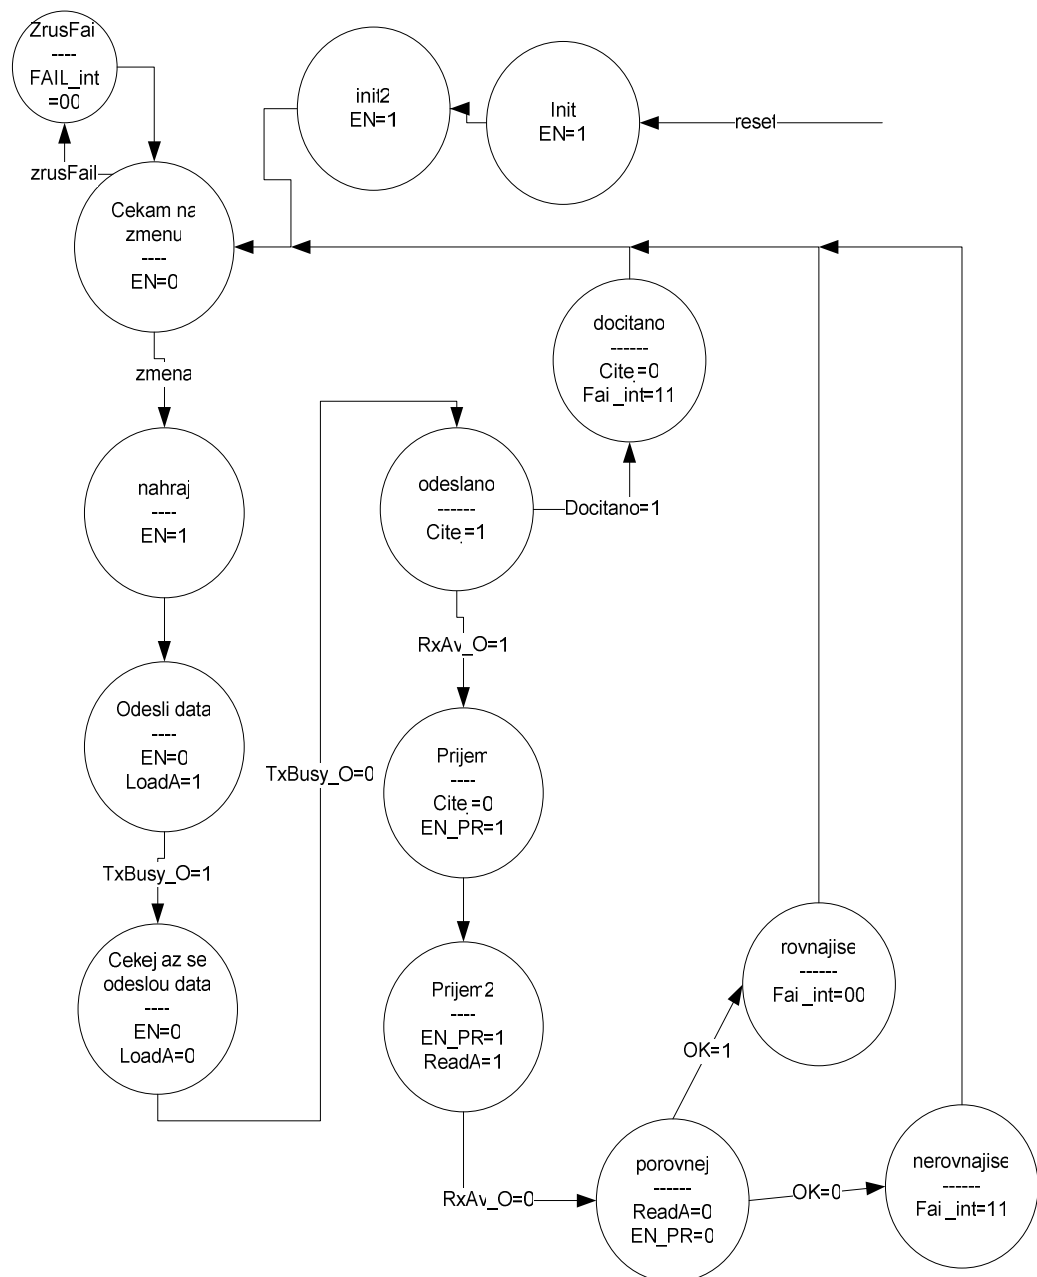 ZrusFai
----
FAIL_int
=00
init2
EN=1
Init
EN=1
reset
zrusFail
Cekam na
zmenu
----
EN=0
zmena
docitano
------
Citej=0
Fai_int=11
nahraj
----
EN=1
odeslano
------
Citej=1
Docitano=1
RxAv_O=1
Odesli data
----
EN=0
LoadA=1
TxBusy_O=0
Prijem
----
Citej=0
EN_PR=1
TxBusy_O=1
Cekej az se
odeslou data
----
EN=0
LoadA=0
Prijem2
----
EN_PR=1
ReadA=1
rovnajise
------
Fai_int=00
OK=1
RxAv_O=0
porovnej
------
ReadA=0
EN_PR=0
OK=0
nerovnajise
------
Fai_int=11